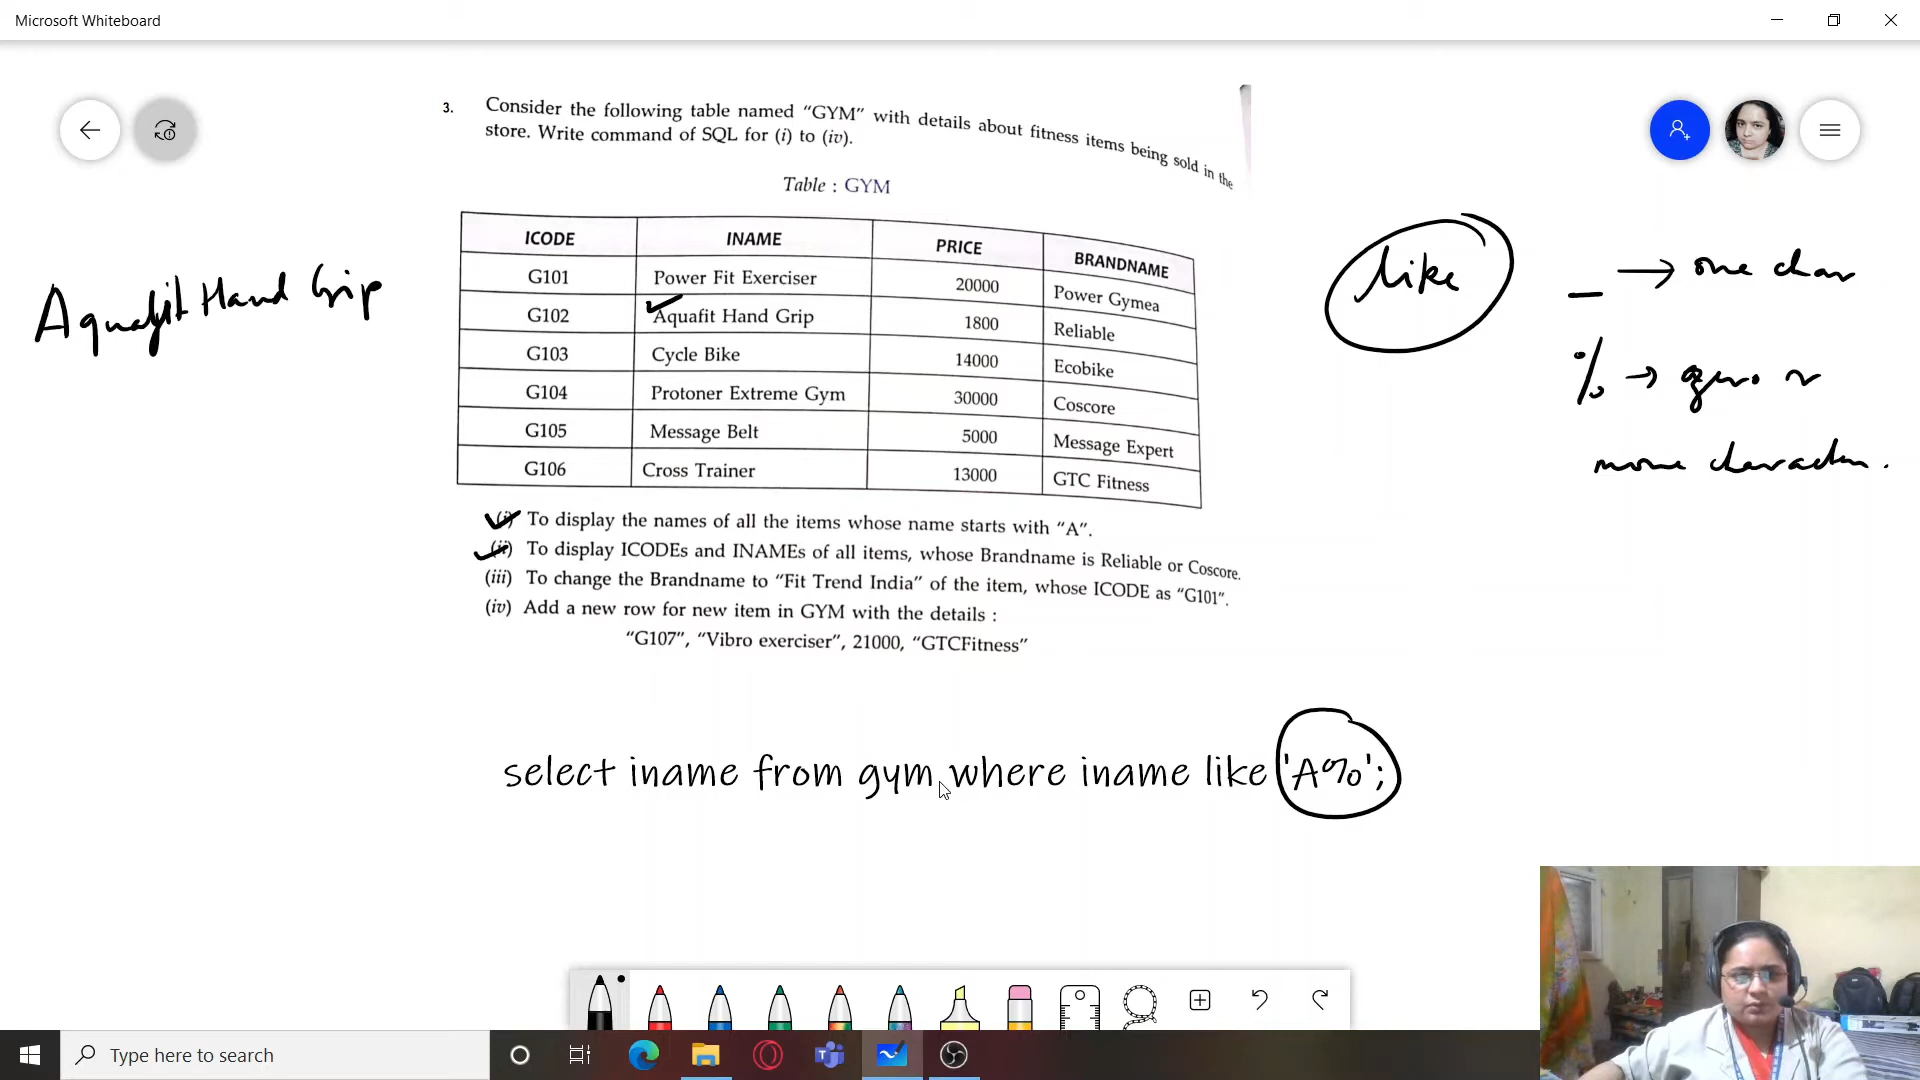 Microsoft Whiteboard
3. Consider the following table named “GYM” with details about fitness items being sold in the
store. Write command of SQL for (i) to (iv).
Table : GYM
ICODE INAME PRICE BRANDNAME
G101 Power Fit Exerciser 20000 Power Gymea
G102 Aquafit Hand Grip 1800 Reliable
G103 Cycle Bike 14000 Ecobike
G104 Protoner Extreme Gym 30000 Coscore
G105 Message Belt 5000 Message Expert
G106 Cross Trainer 13000 GTC Fitness
(i) To display the names of all the items whose name starts with “A”.
(ii) To display ICODEs and INAMEs of all items, whose Brandname is Reliable or Coscore.
(iii) To change the Brandname to “Fit Trend India” of the item, whose ICODE as “G101”.
(iv) Add a new row for new item in GYM with the details :
“G107”, “Vibro exerciser”, 21000, “GTCFitness”
Aquafit Hand Grip
like
_ → one char
% → zero or
more character.
select iname from gym where iname like 'A%';
Type here to search